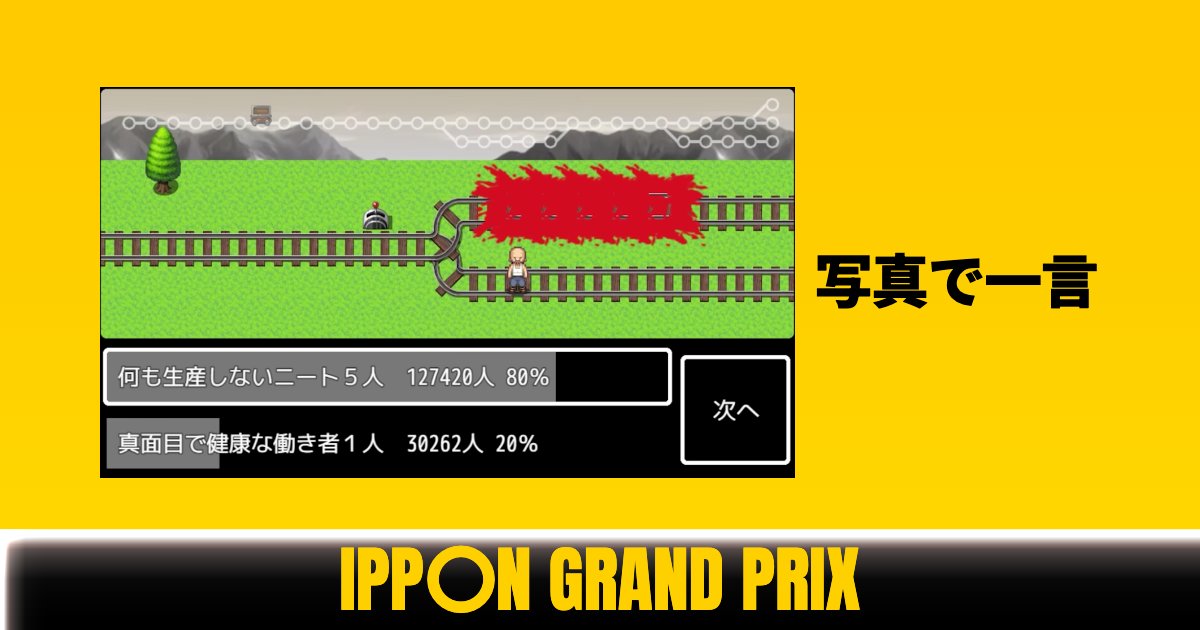 写真で一言
何も生産しないニート５人　127420人 80%
真面目で健康な働き者１人　30262人 20%
次へ
IPPON GRAND PRIX